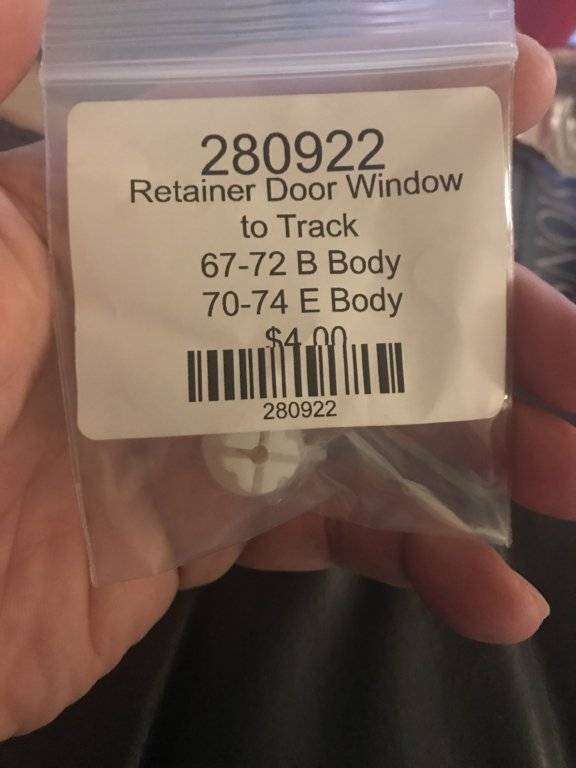 280922
Retainer Door Window
to Track
67-72 B Body
70-74 E Body
$4.00
280922